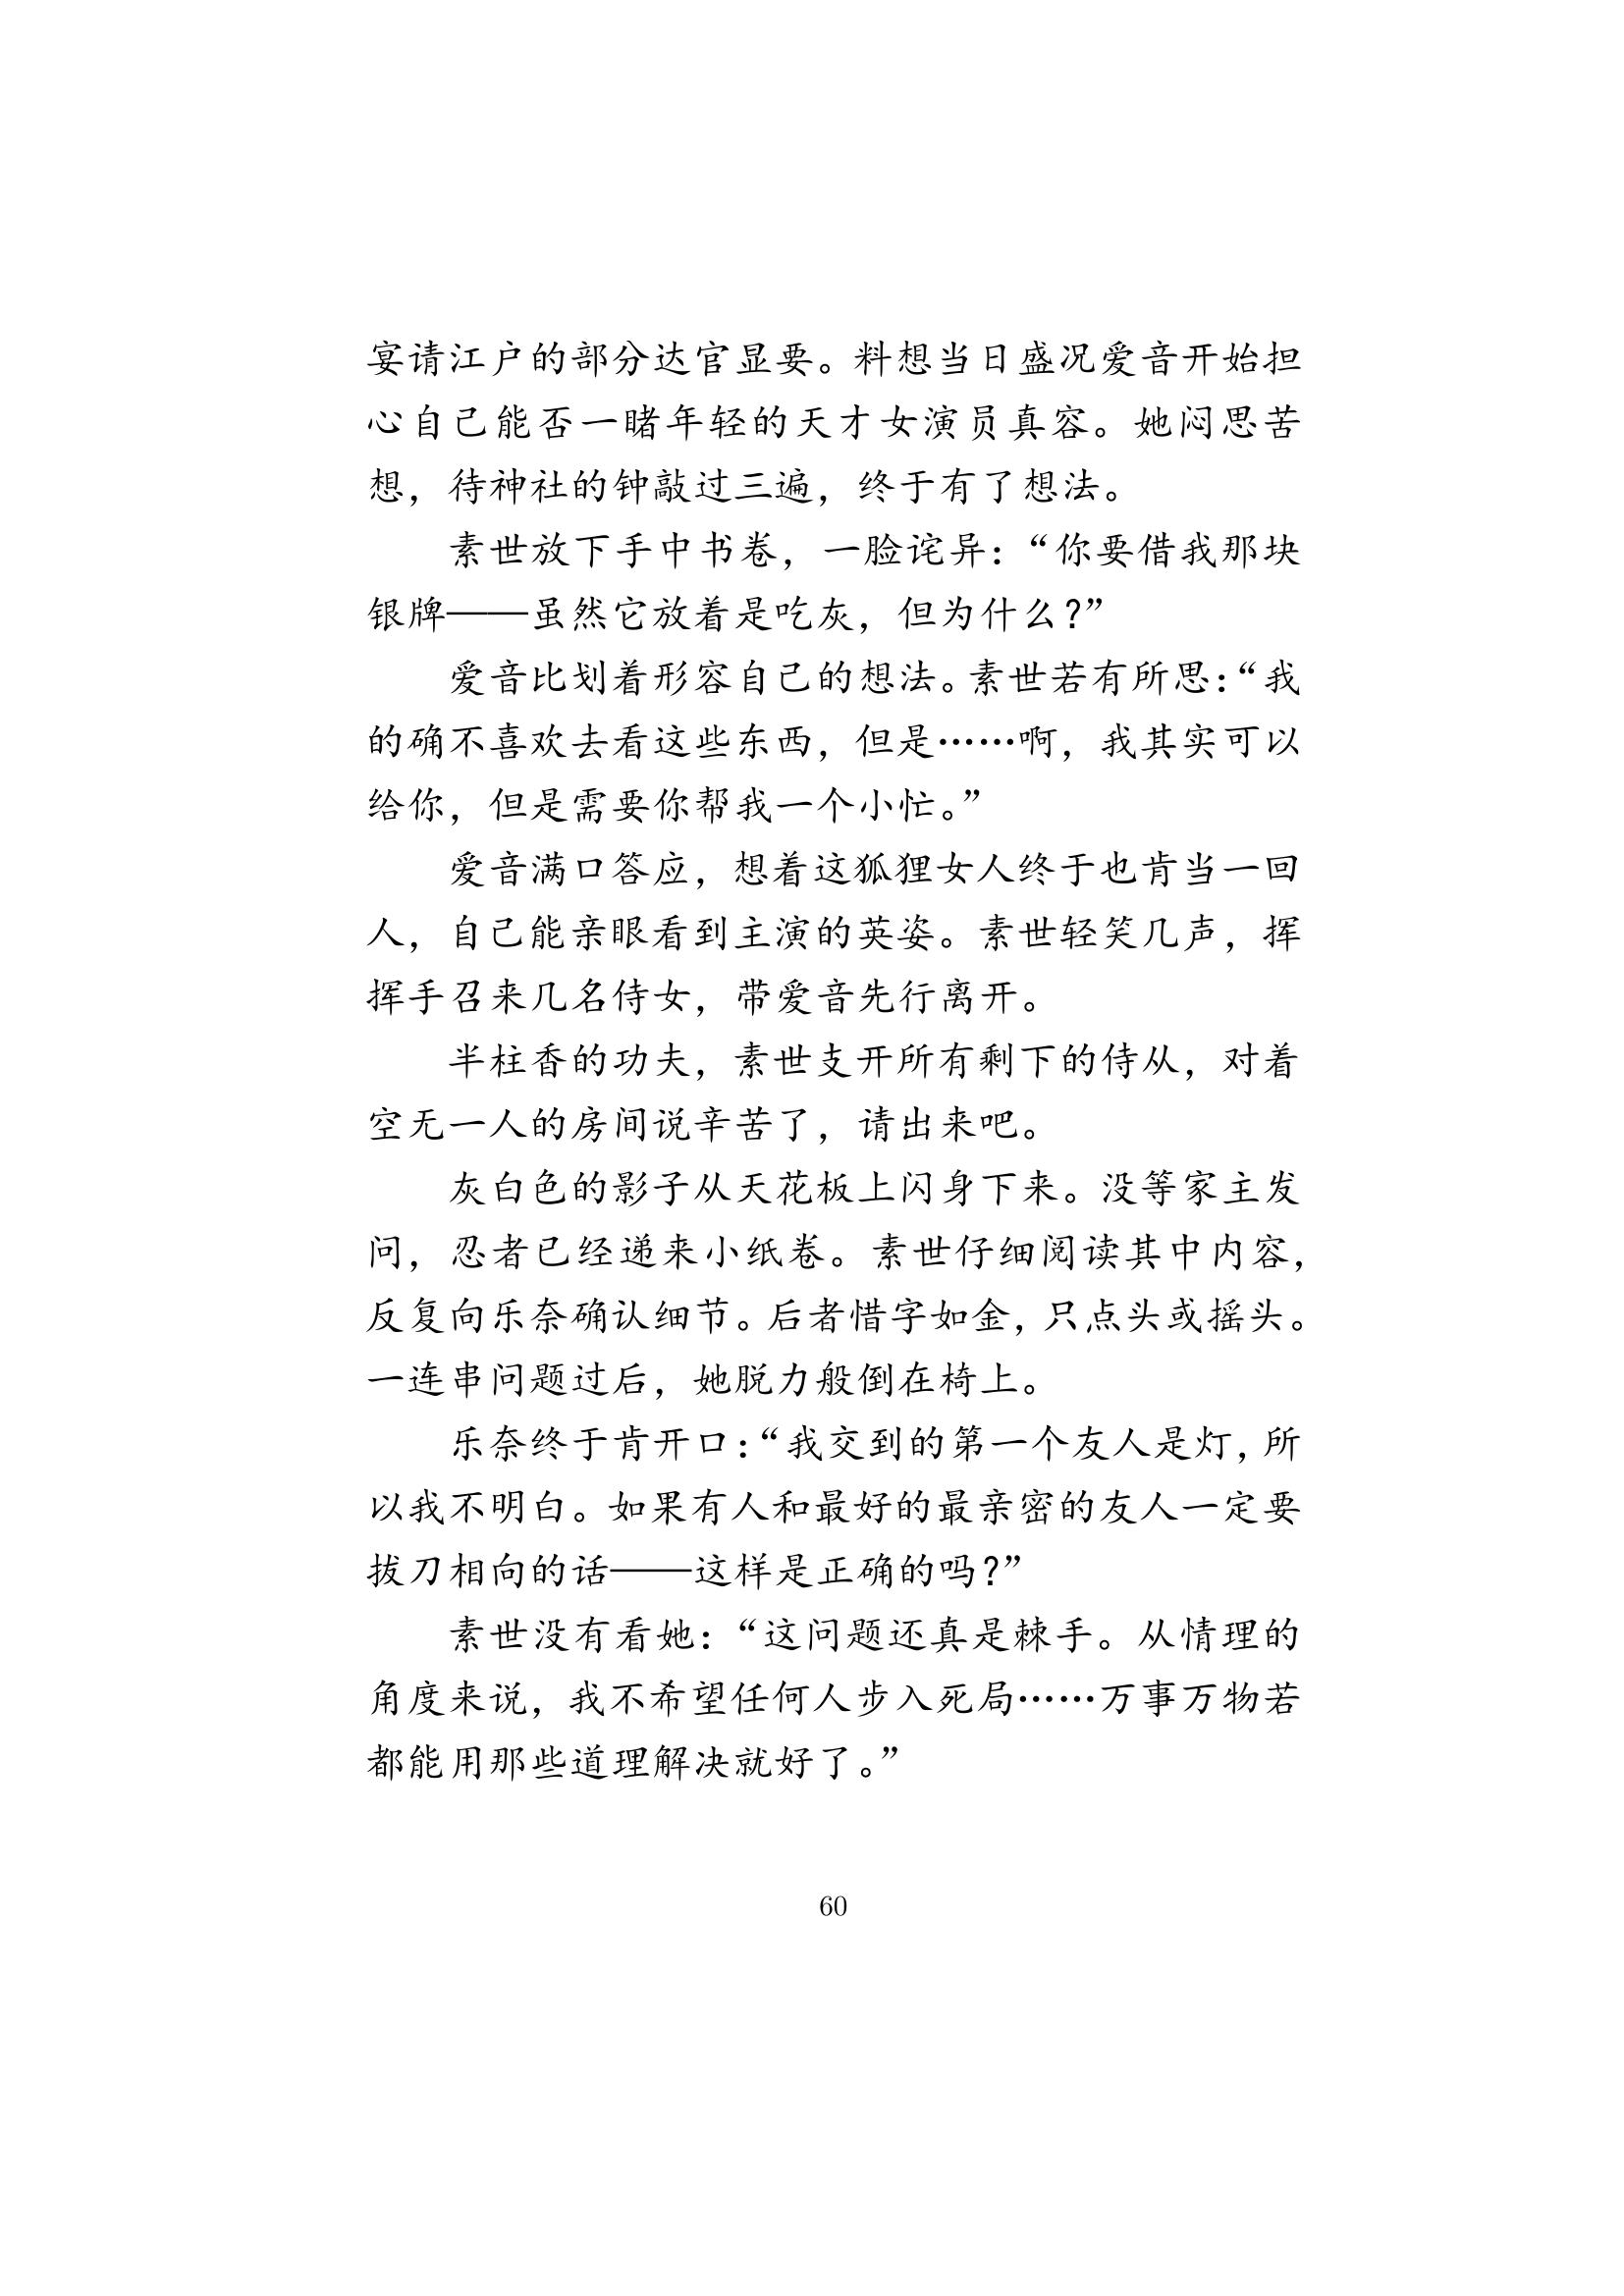 宴请江户的部分达官显要。料想当日盛况爱音开始担
心自己能否一睹年轻的天才女演员真容。她闷思苦
想，待神社的钟敲过三遍，终于有了想法。
素世放下手中书卷，一脸诧异：“你要借我那块
银牌——虽然它放着是吃灰，但为什么？”
爱音比划着形容自己的想法。素世若有所思：“我
的确不喜欢去看这些东西，但是……啊，我其实可以
给你，但是需要你帮我一个小忙。”
爱音满口答应，想着这狐狸女人终于也肯当一回
人，自己能亲眼看到主演的英姿。素世轻笑几声，挥
挥手召来几名侍女，带爱音先行离开。
半柱香的功夫，素世支开所有剩下的侍从，对着
空无一人的房间说辛苦了，请出来吧。
灰白色的影子从天花板上闪身下来。没等家主发
问，忍者已经递来小纸卷。素世仔细阅读其中内容，
反复向乐奈确认细节。后者惜字如金，只点头或摇头。
一连串问题过后，她脱力般倒在椅上。
乐奈终于肯开口：“我交到的第一个友人是灯，所
以我不明白。如果有人和最好的最亲密的友人一定要
拔刀相向的话——这样是正确的吗？”
素世没有看她：“这问题还真是棘手。从情理的
角度来说，我不希望任何人步入死局……万事万物若
都能用那些道理解决就好了。”
60